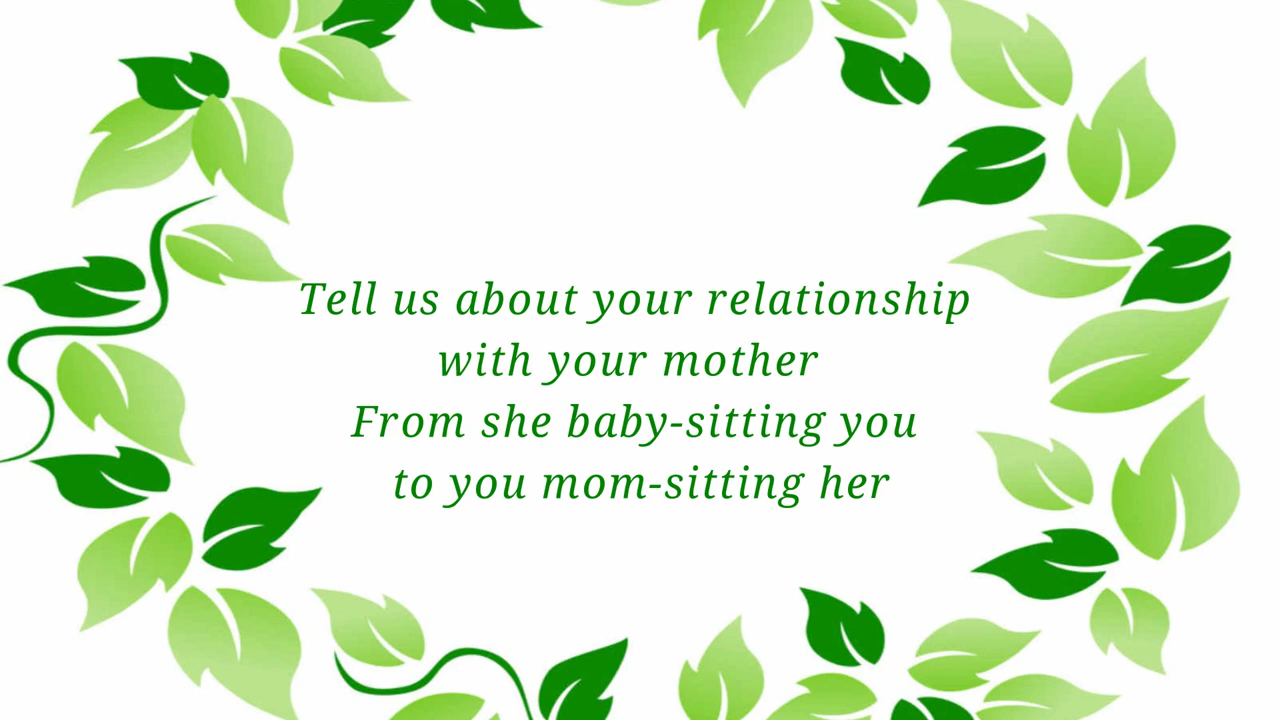 Tell us about your relationship
with your mother
From she baby-sitting you
to you mom-sitting her